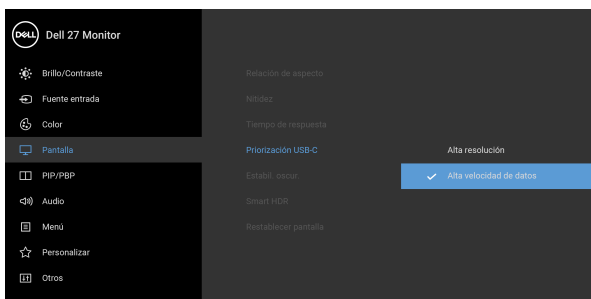 DELL
Dell 27 Monitor
Brillo/Contraste
Relación de aspecto
Fuente entrada
Nitidez
Color
Tiempo de respuesta
Pantalla
Priorización USB-C
Alta resolución
PIP/PBP
Estabil. oscur.
Alta velocidad de datos
Audio
Smart HDR
Menú
Restablecer pantalla
Personalizar
Otros